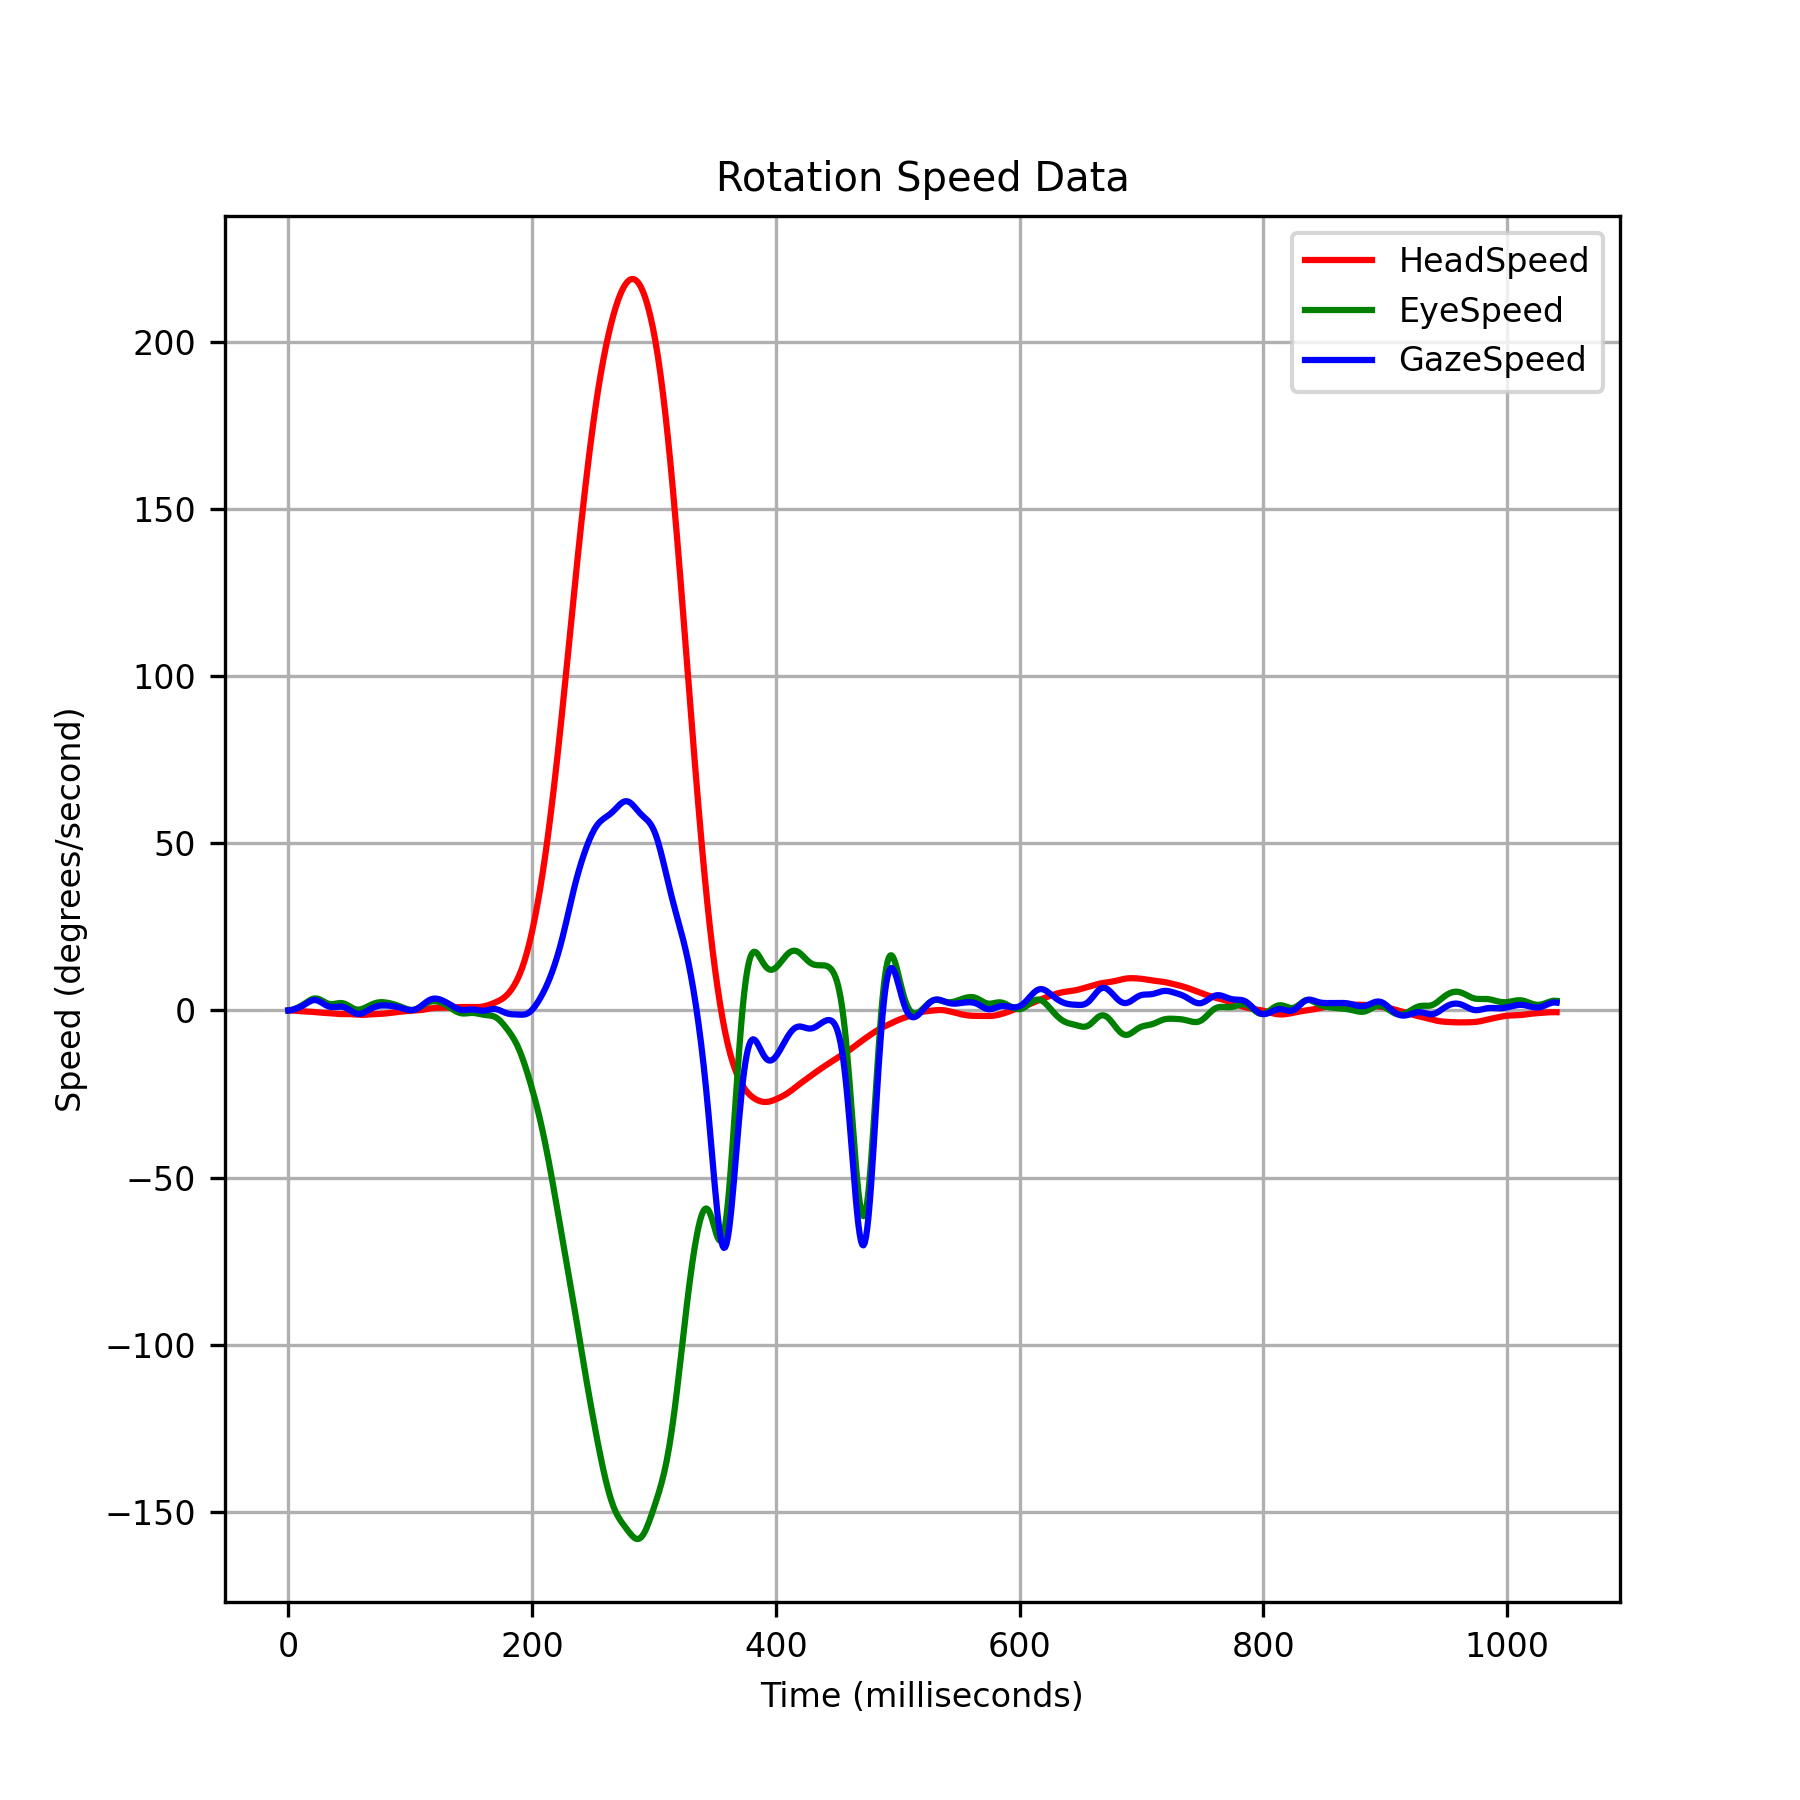 Rotation Speed Data
HeadSpeed
EyeSpeed
GazeSpeed
200
150
100
50
0
−50
−100
−150
Speed (degrees/second)
0 200 400 600 800 1000
Time (milliseconds)